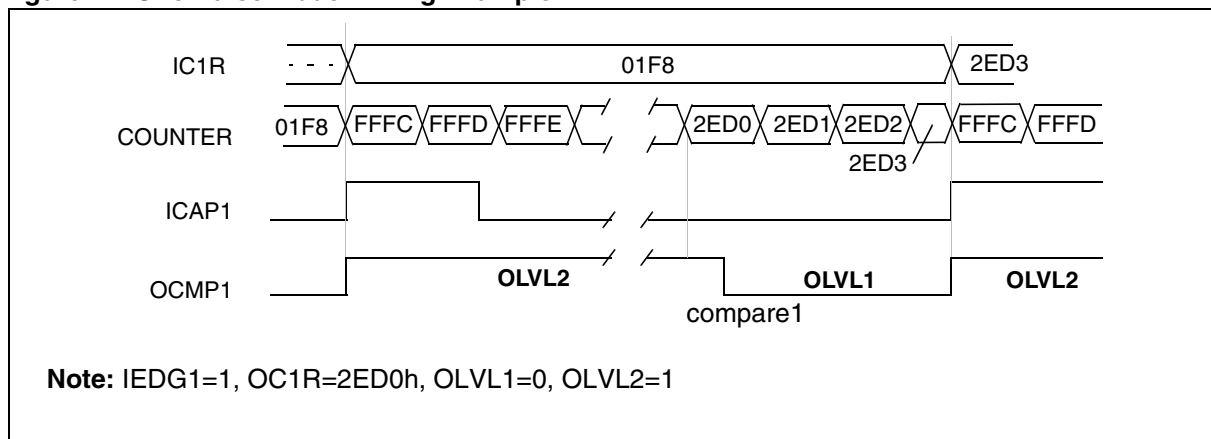 IC1R - - - 01F8 2ED3
COUNTER 01F8 FFFC FFFD FFFE 2ED0 2ED1 2ED2 FFFC FFFD
2ED3
ICAP1
OCMP1 OLVL2 OLVL1 OLVL2
compare1
Note: IEDG1=1, OC1R=2ED0h, OLVL1=0, OLVL2=1